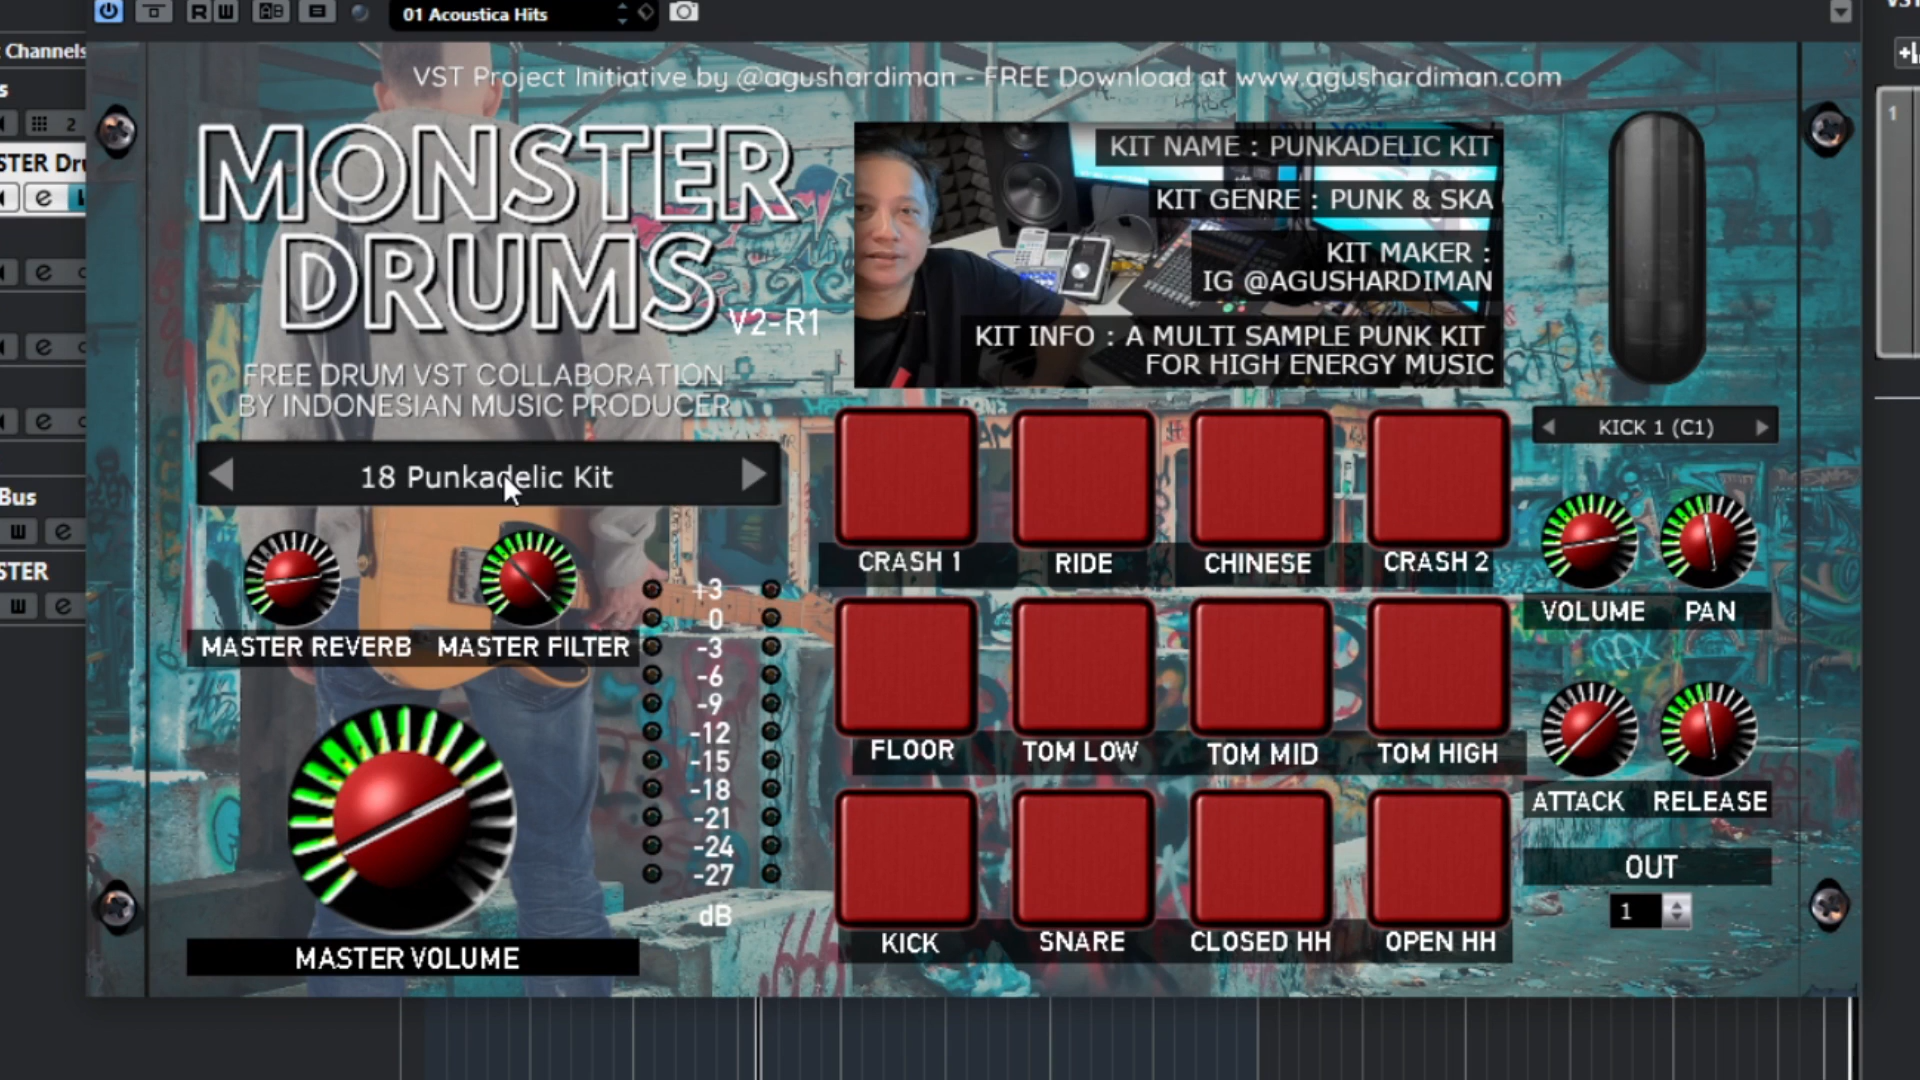 01 Acoustica Hits
R W
Channels
s
2
STER Dru
e
e
e
e
Bus
e
STER
e
1
VST Project Initiative by @agushardiman - FREE Download at www.agushardiman.com
MONSTER
DRUMS
V2-R1
FREE DRUM VST COLLABORATION
BY INDONESIAN MUSIC PRODUCER
18 Punkadelic Kit
MASTER REVERB
MASTER FILTER
MASTER VOLUME
+3
0
-3
-6
-9
-12
-15
-18
-21
-24
-27
dB
KIT NAME : PUNKADELIC KIT
KIT GENRE : PUNK & SKA
KIT MAKER :
IG @AGUSHARDIMAN
KIT INFO : A MULTI SAMPLE PUNK KIT
FOR HIGH ENERGY MUSIC
CRASH 1
RIDE
CHINESE
CRASH 2
FLOOR
TOM LOW
TOM MID
TOM HIGH
KICK
SNARE
CLOSED HH
OPEN HH
KICK 1 (C1)
VOLUME
PAN
ATTACK
RELEASE
OUT
1